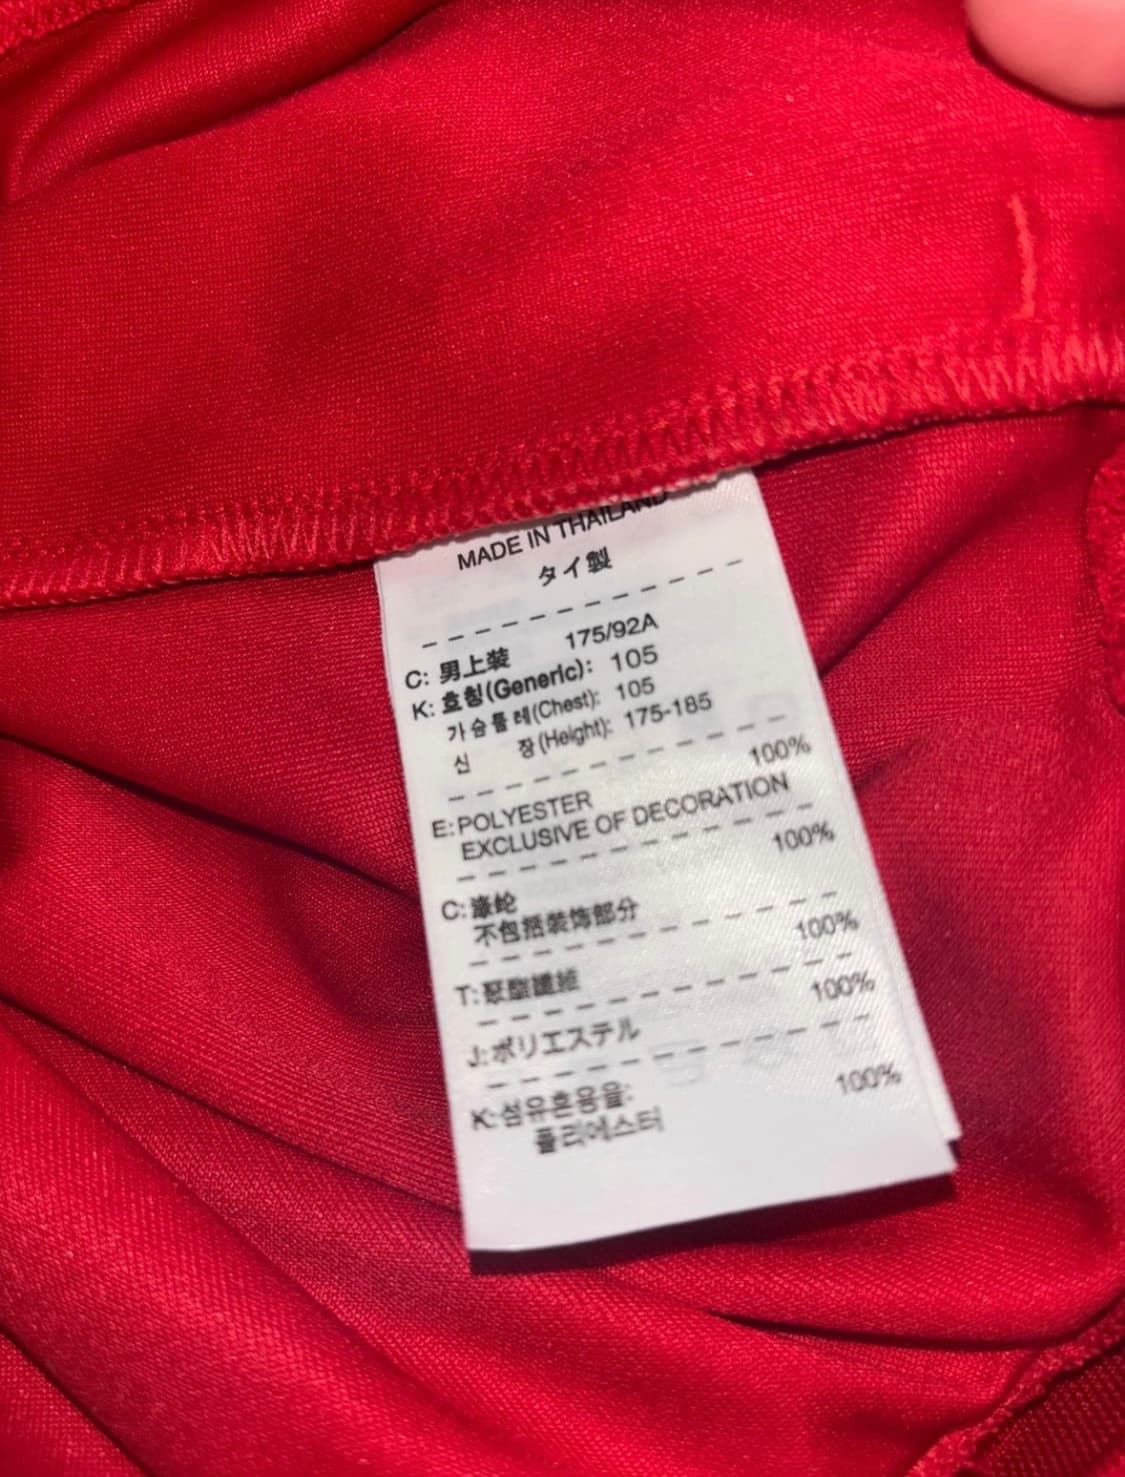 MADE IN THAILAND
タイ製
C: 男上装 175/92A
K: 호칭(Generic): 105
가슴둘레(Chest): 105
신 장(Height): 175-185
E: POLYESTER 100%
EXCLUSIVE OF DECORATION
C: 涤纶 100%
不包括装饰部分
T: 聚酯纖維 100%
J: ポリエステル 100%
K: 섬유혼용율: 100%
폴리에스터